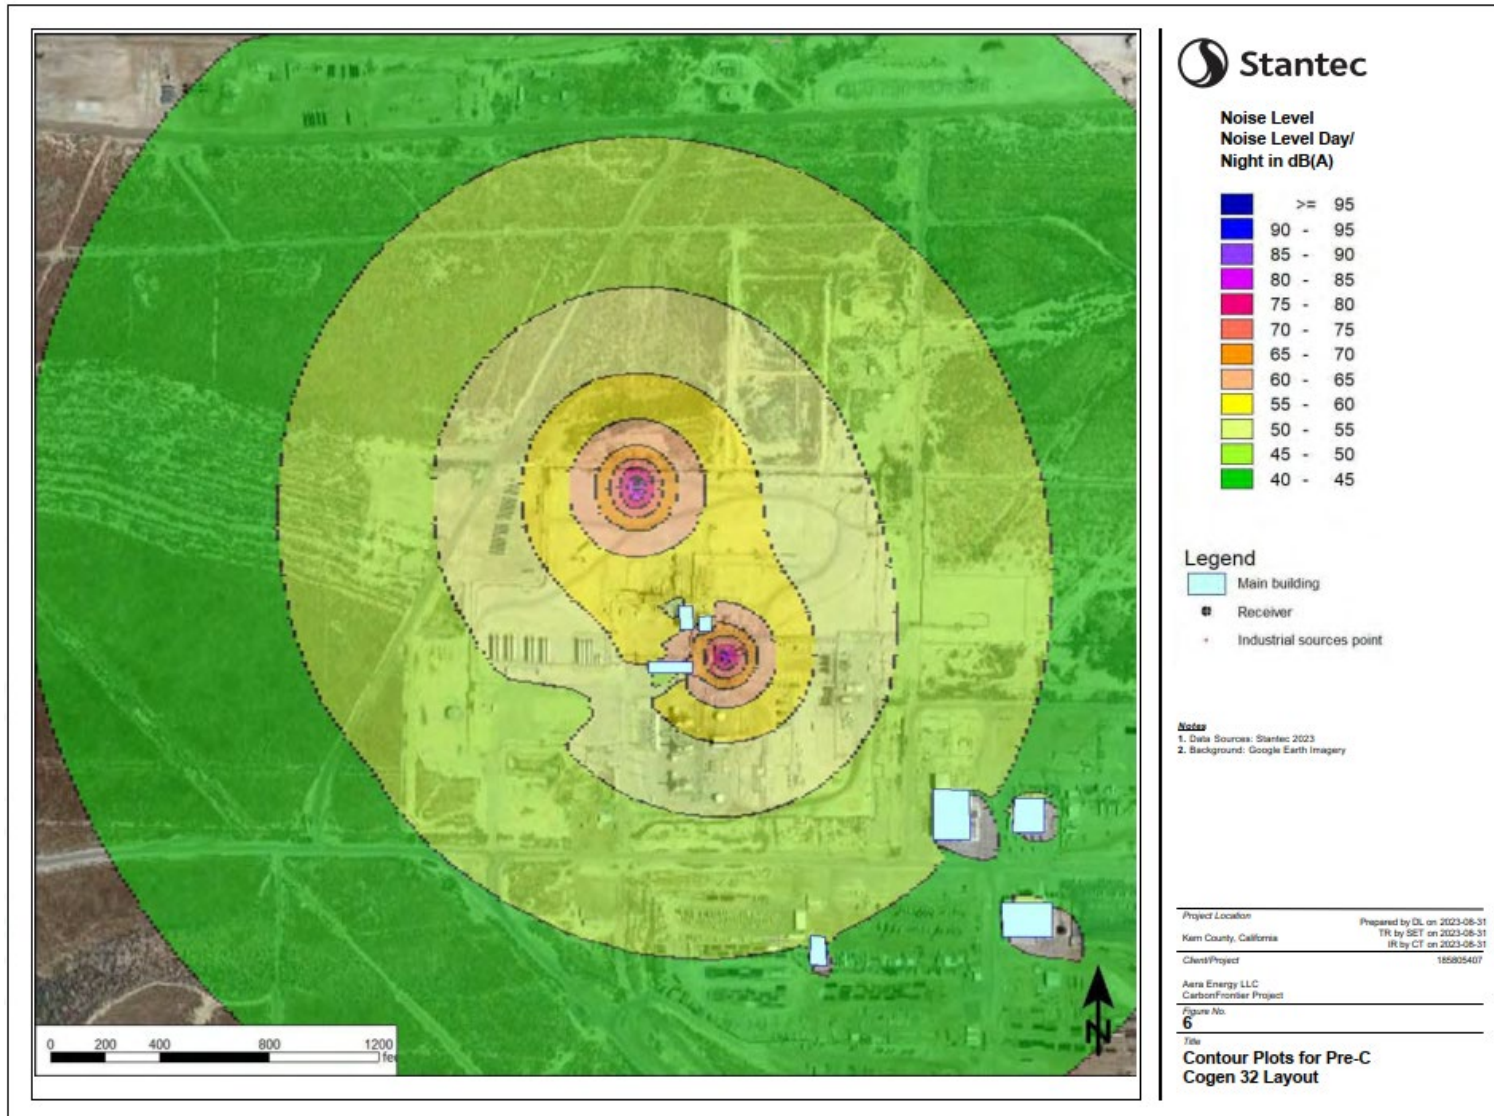 Stantec
Noise Level
Noise Level Day/
Night in dB(A)
>= 95
90 - 95
85 - 90
80 - 85
75 - 80
70 - 75
65 - 70
60 - 65
55 - 60
50 - 55
45 - 50
40 - 45
Legend
Main building
Receiver
Industrial sources point
Notes
1. Data Sources: Stantec 2023
2. Background: Google Earth Imagery
Project Location
Kern County, California
Prepared by DL on 2023-08-31
TR by SET on 2023-08-31
IR by CT on 2023-08-31
Client/Project
185805407
Aera Energy LLC
CarbonFrontier Project
Figure No.
6
Title
Contour Plots for Pre-C
Cogen 32 Layout
0 200 400 800 1200
fee
N